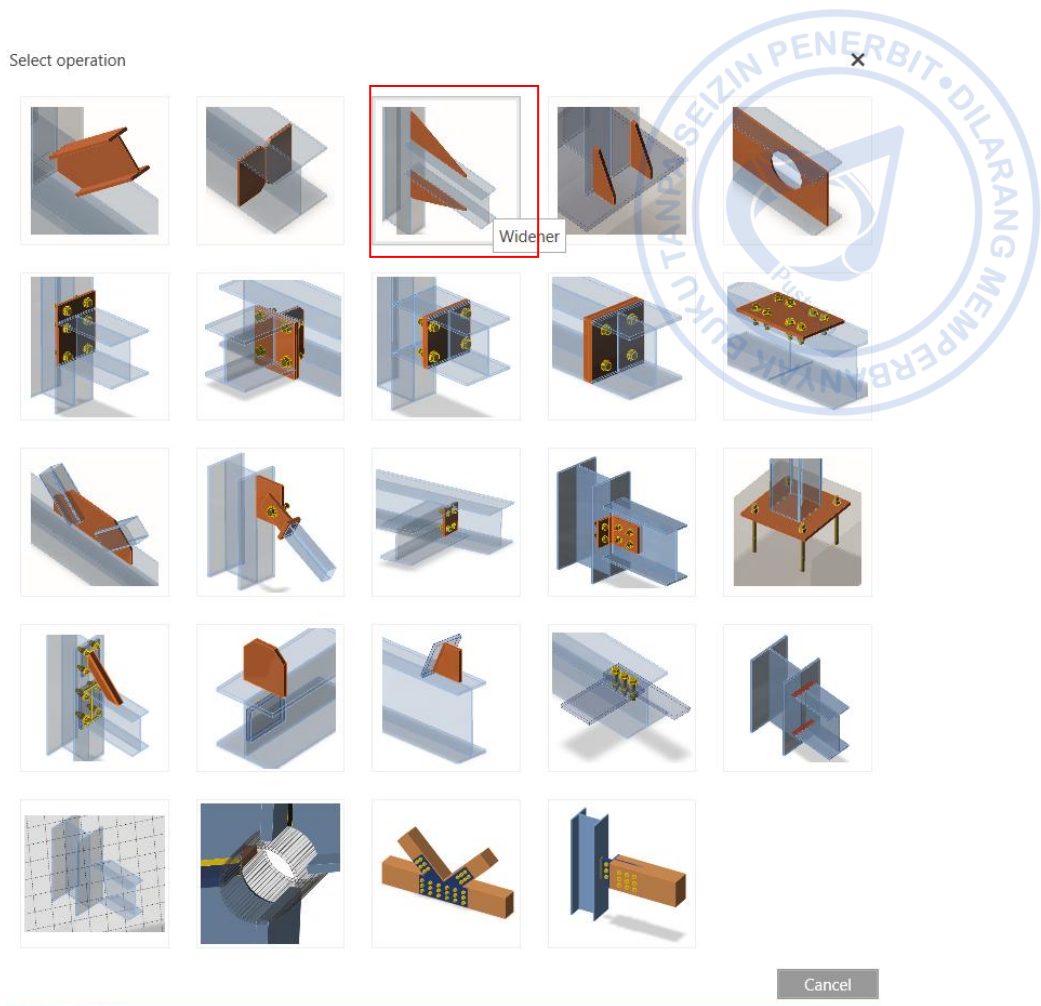 Select operation
TANPA SEIZIN PENERBIT • DILARANG MEMPERBANYAK BUKU
Widener
Cancel